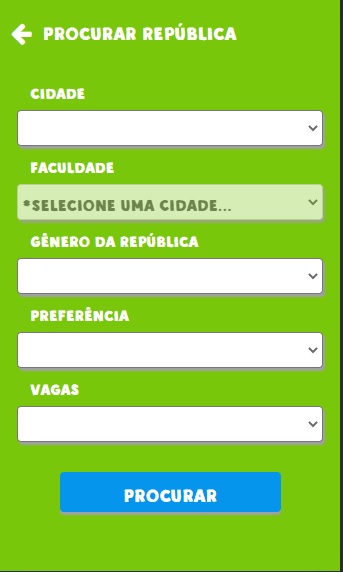 PROCURAR REPÚBLICA
CIDADE
FACULDADE
*SELECIONE UMA CIDADE...
GÊNERO DA REPÚBLICA
PREFERÊNCIA
VAGAS
PROCURAR